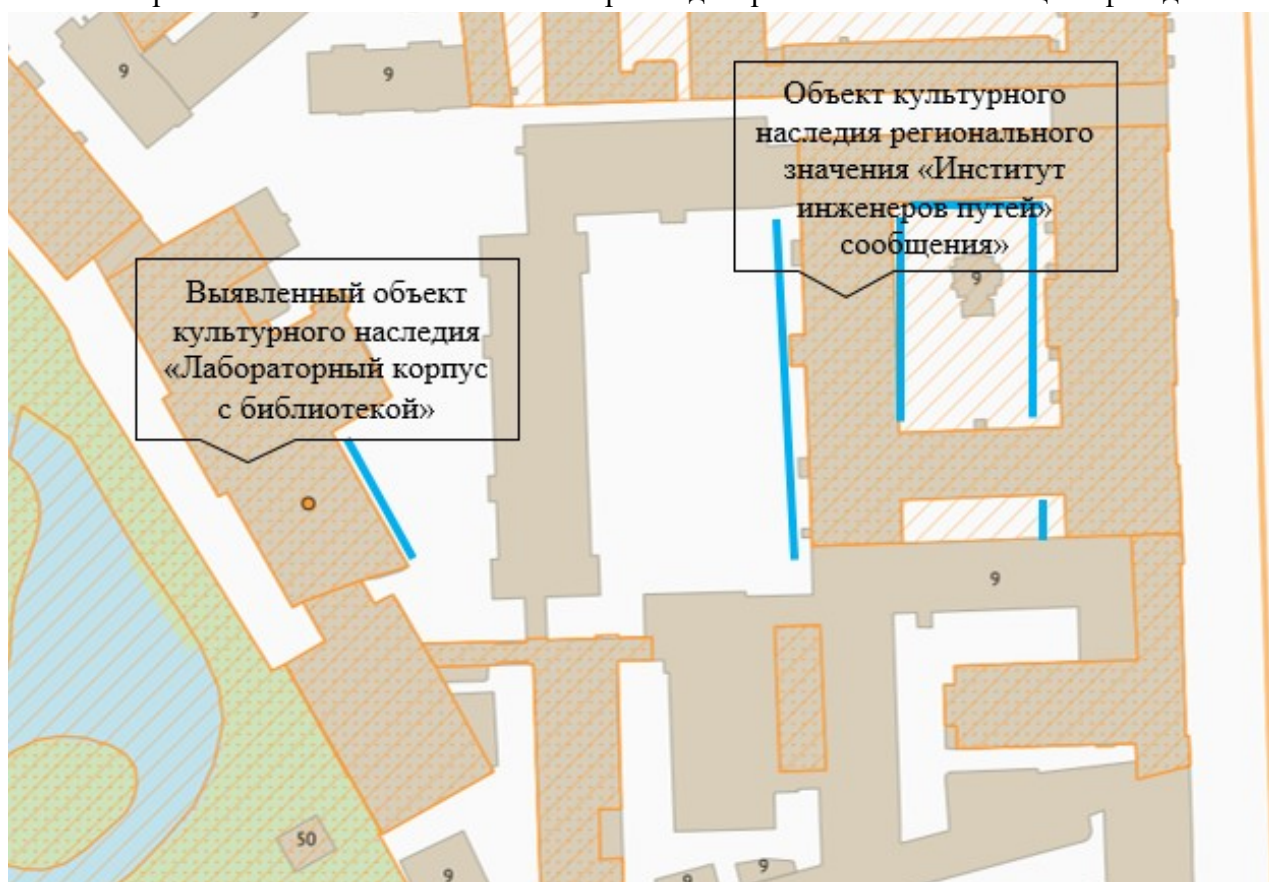 9
9
9
Объект культурного
наследия регионального
значения «Институт
инженеров путей»
сообщения»
9
Выявленный объект
культурного наследия
«Лабораторный корпус
с библиотекой»
9
50
9
9
9